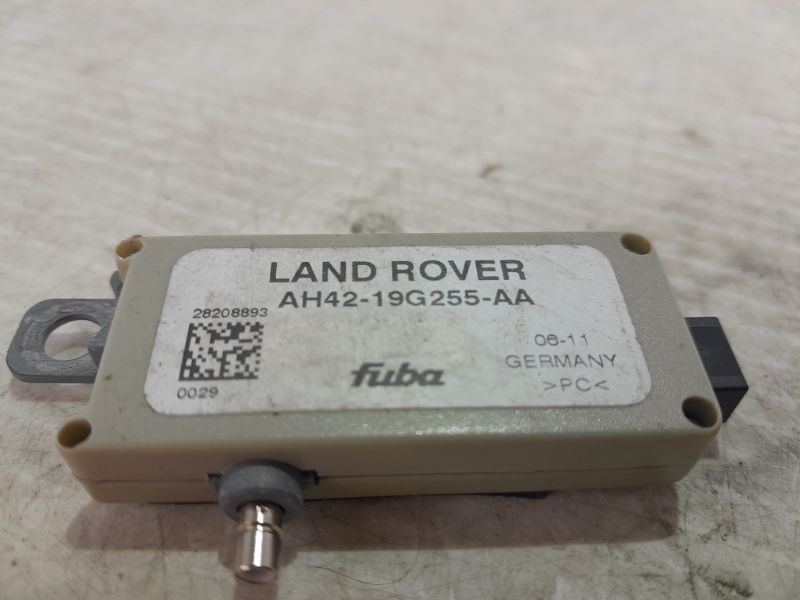 LAND ROVER
AH42-19G255-AA
28208893
0029
fuba
06-11
GERMANY
>PC<